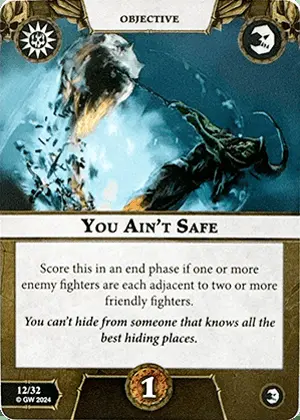 OBJECTIVE
You Ain't Safe
Score this in an end phase if one or more
enemy fighters are each adjacent to two or more
friendly fighters.
You can't hide from someone that knows all the
best hiding places.
12/32
© GW 2024
1